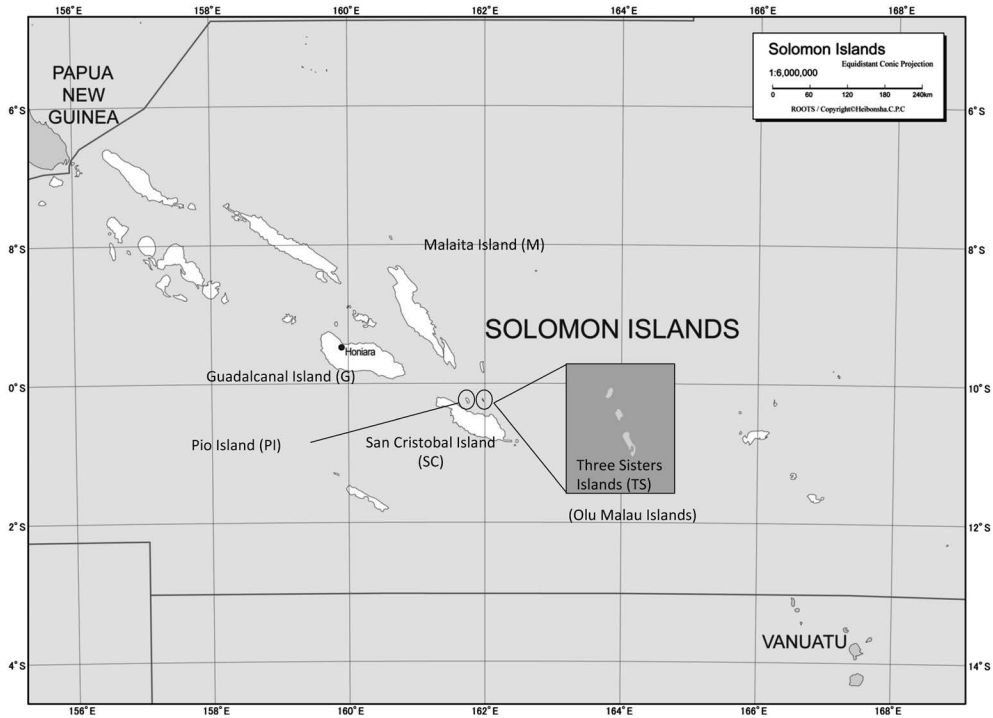 156°E 158°E 160°E 162°E 164°E 166°E 168°E
Solomon Islands
Equidistant Conic Projection
1:6,000,000
0 60 120 180 240km
ROOTS / Copyright©Heibonsha.C.P.C
PAPUA
NEW
GUINEA
6°S 6°S
8°S 8°S
Malaita Island (M)
SOLOMON ISLANDS
Honiara
Guadalcanal Island (G)
0°S 10°S
Pio Island (PI)
San Cristobal Island
(SC)
Three Sisters
Islands (TS)
(Olu Malau Islands)
2°S 12°S
VANUATU
4°S 14°S
156°E 158°E 160°E 162°E 164°E 166°E 168°E